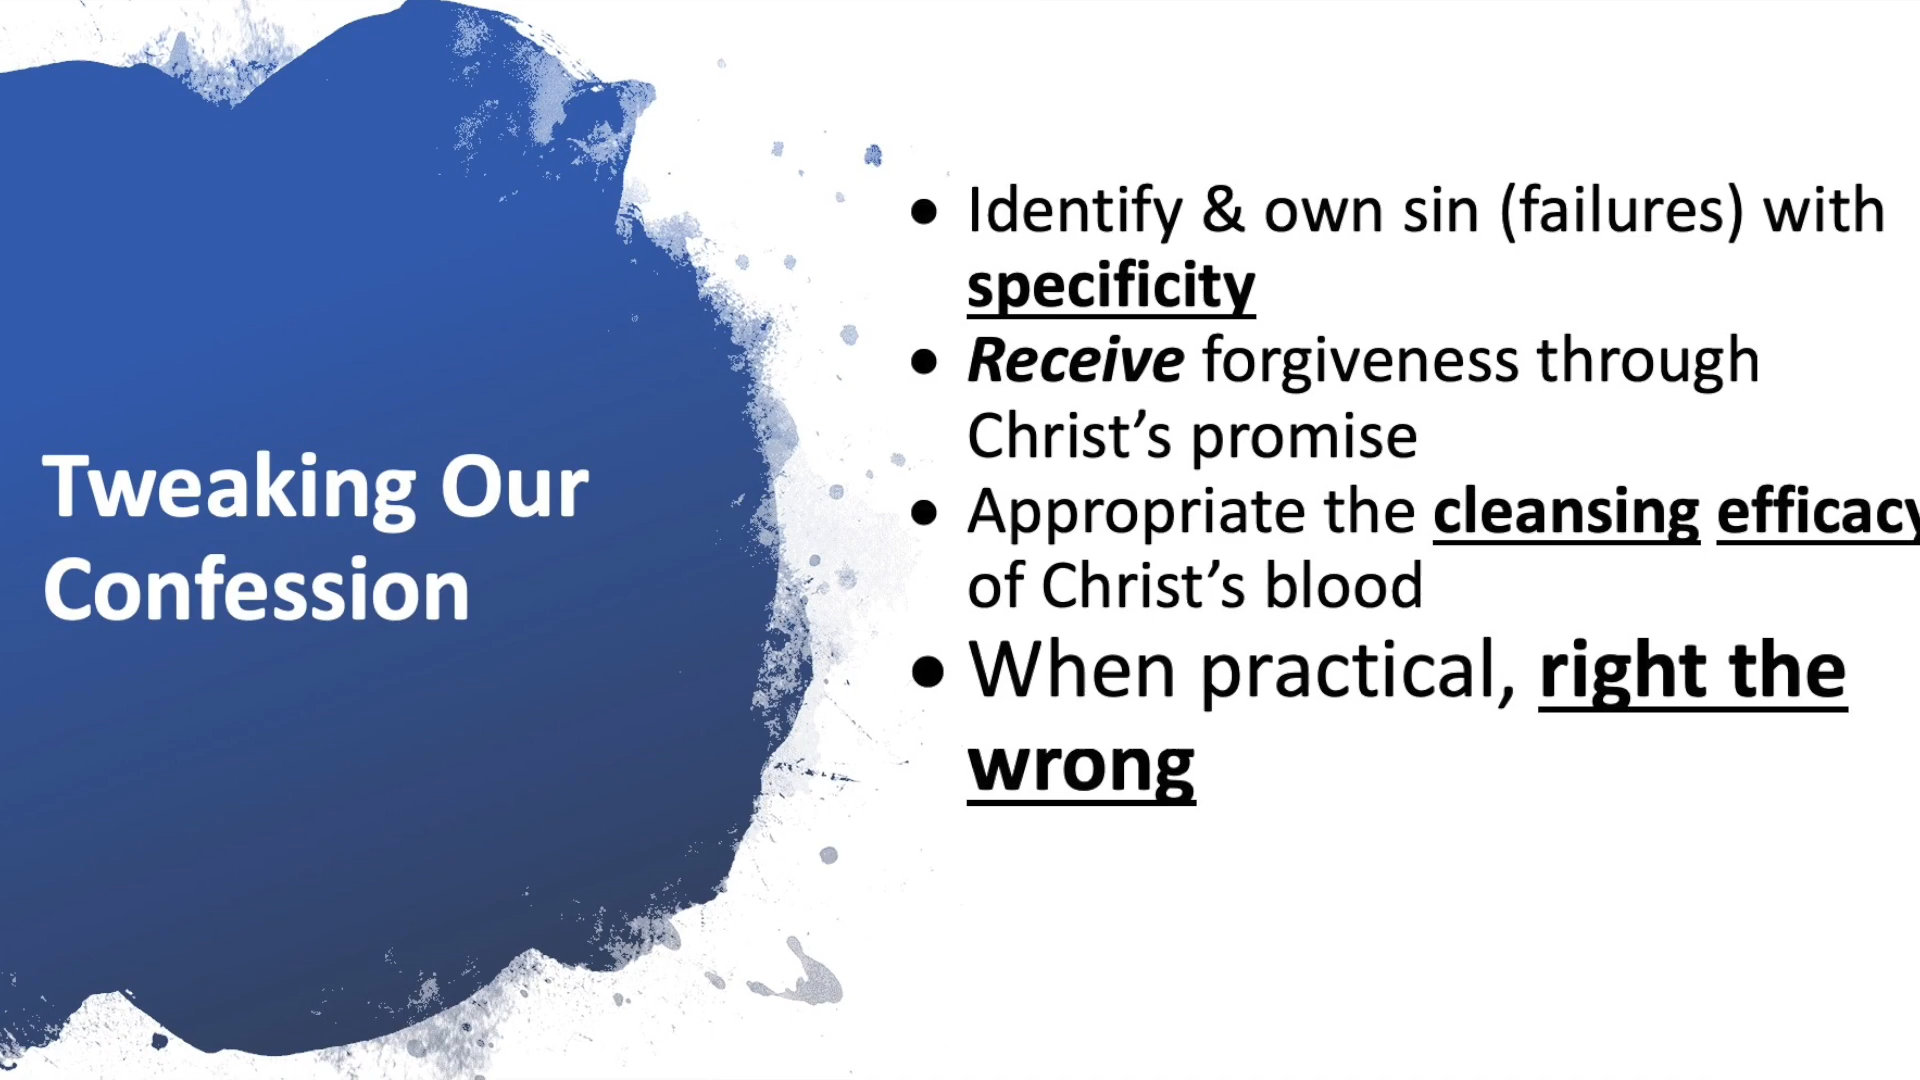 Tweaking Our
Confession
• Identify & own sin (failures) with
specificity
• Receive forgiveness through
Christ’s promise
• Appropriate the cleansing efficacy
of Christ’s blood
• When practical, right the
wrong